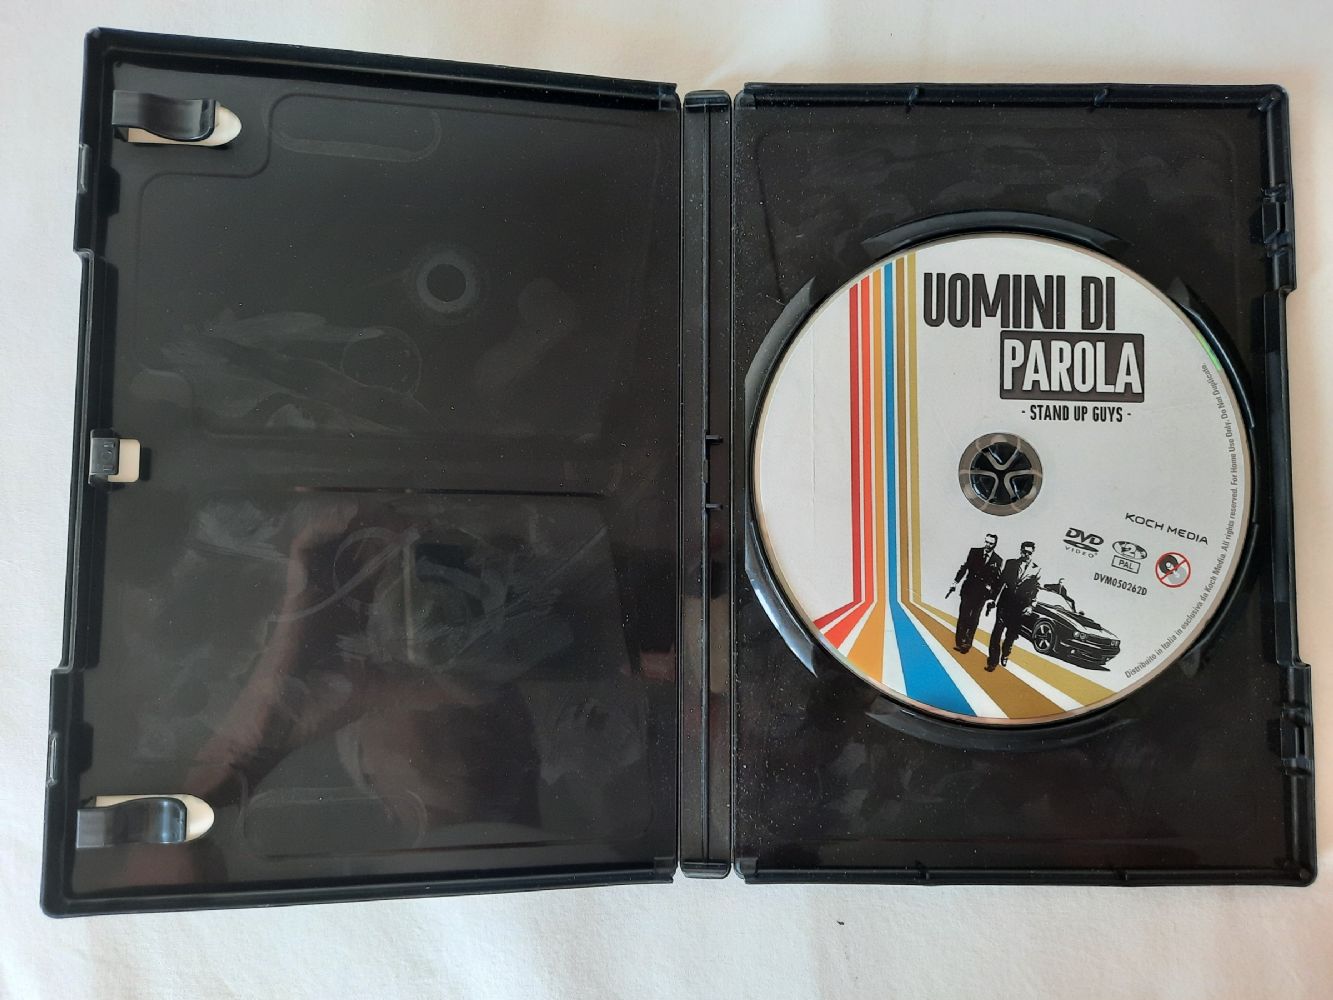 UOMINI DI
PAROLA
- STAND UP GUYS -
KOCH MEDIA
DVD
VIDEO
2
PAL
DVM050262D
Distribuito in Italia in esclusiva da Koch Media. All rights reserved. For Home Use Only. Do Not Duplicate